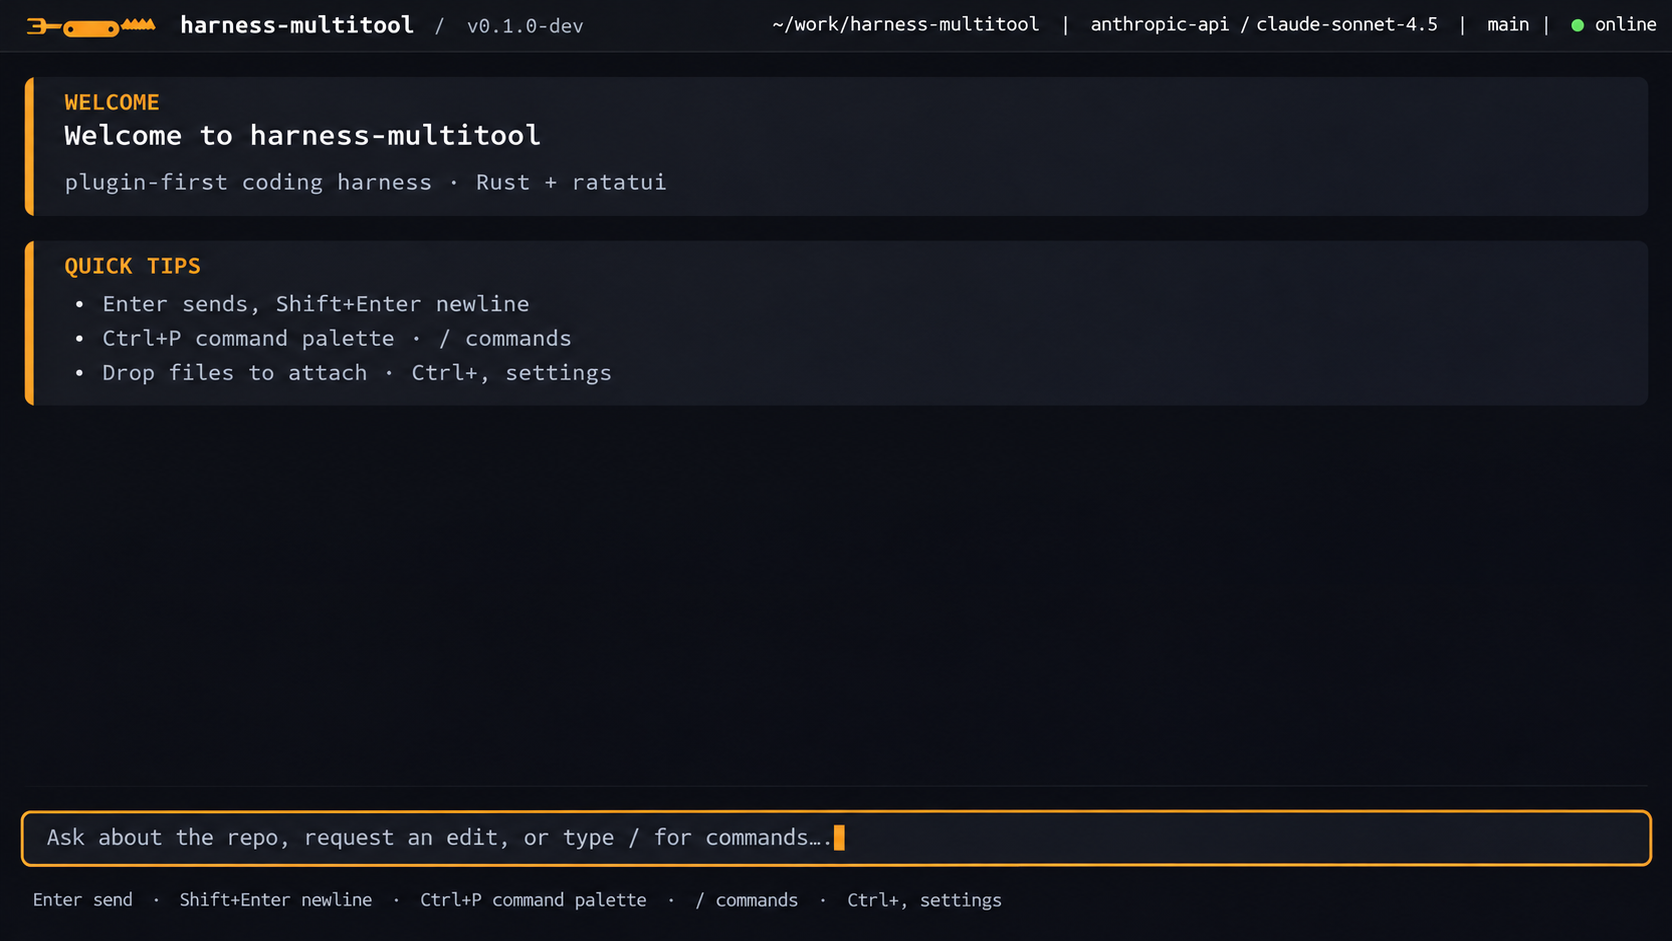 harness-multitool / v0.1.0-dev ~/work/harness-multitool | anthropic-api / claude-sonnet-4.5 | main | ● online
WELCOME
Welcome to harness-multitool
plugin-first coding harness · Rust + ratatui
QUICK TIPS
• Enter sends, Shift+Enter newline
• Ctrl+P command palette · / commands
• Drop files to attach · Ctrl+, settings
Ask about the repo, request an edit, or type / for commands….
Enter send · Shift+Enter newline · Ctrl+P command palette · / commands · Ctrl+, settings